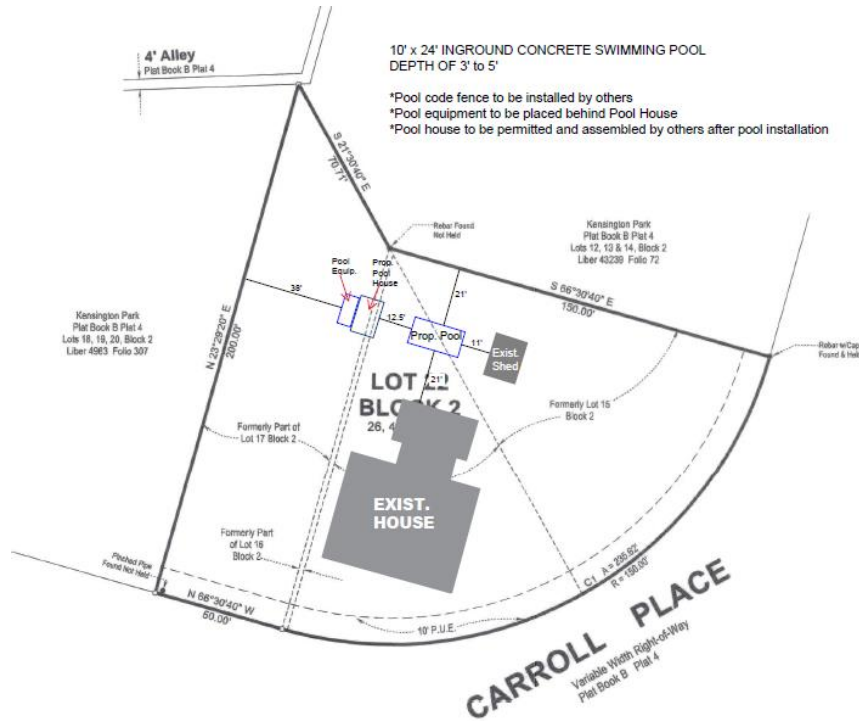 4' Alley
Plat Book B Plat 4
10' x 24' INGROUND CONCRETE SWIMMING POOL
DEPTH OF 3' to 5'
*Pool code fence to be installed by others
*Pool equipment to be placed behind Pool House
*Pool house to be permitted and assembled by others after pool installation
S 21°30'40" E
70.71'
Rebar Found
Not Held
Kensington Park
Plat Book B Plat 4
Lots 12, 13 & 14, Block 2
Liber 43239 Folio 72
S 66°30'40" E
150.00'
Rebar w/Cap
Found & Held
Pool
Equip.
Prop.
Pool
House
38'
12.5'
21'
Prop. Pool
11'
Exist.
Shed
21'
Kensington Park
Plat Book B Plat 4
Lots 18, 19, 20, Block 2
Liber 4963 Folio 307
N 23°29'20" E
200.00'
LOT 22
BLOCK 2
26, 4
Formerly Part of
Lot 17 Block 2
Formerly Lot 15
Block 2
EXIST.
HOUSE
Formerly Part
of Lot 16
Block 2
Pinched Pipe
Found Not Held
N 66°30'40" W
50.00'
10' P.U.E.
C1 A = 235.62'
R = 150.00'
CARROLL PLACE
Variable Width Right-of-Way
Plat Book B Plat 4